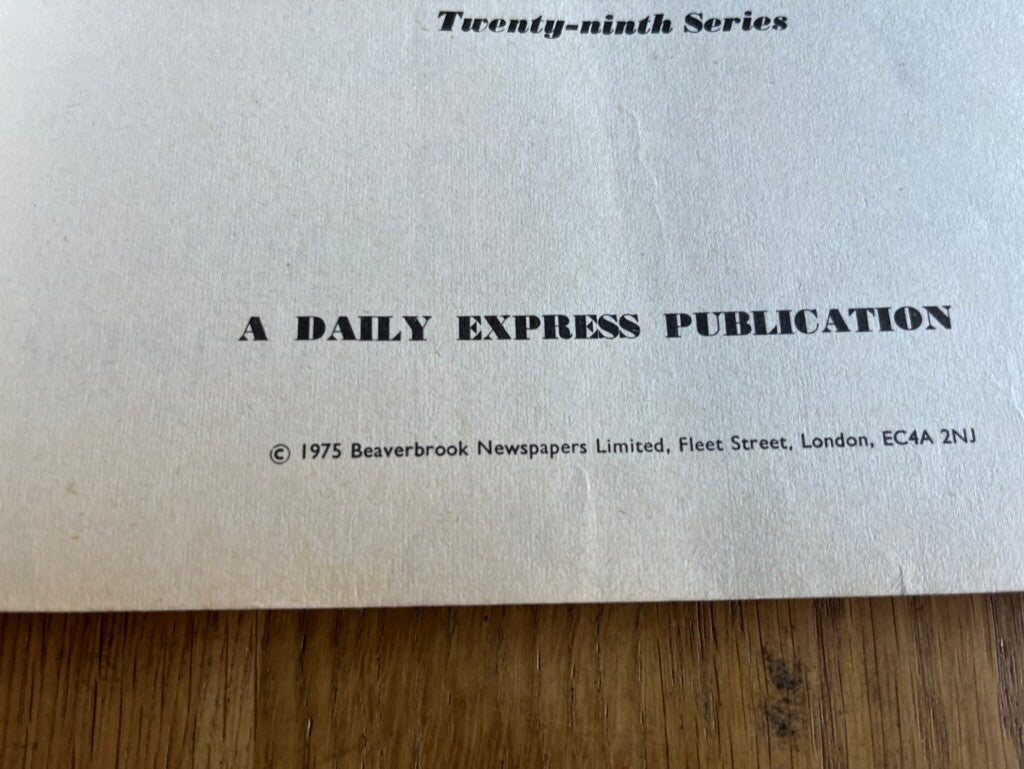 Twenty-ninth Series
A DAILY EXPRESS PUBLICATION
© 1975 Beaverbrook Newspapers Limited, Fleet Street, London, EC4A 2NJ